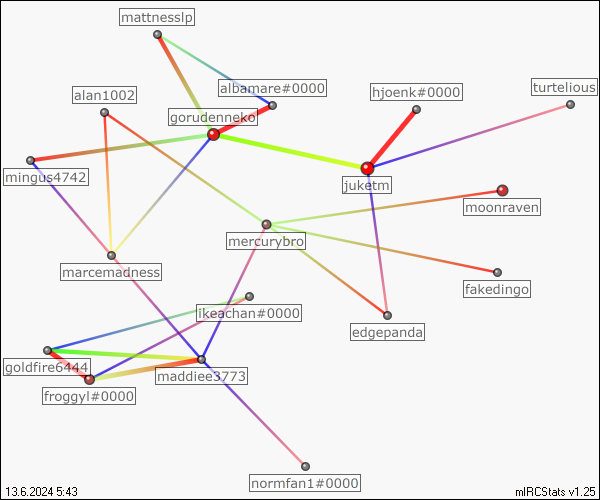 mattnesslp
albamare#0000
hjoenk#0000
turtelious
alan1002
gorudenneko
mingus4742
juketm
moonraven
mercurybro
marcemadness
fakedingo
ikeachan#0000
edgepanda
goldfire6444
maddiee3773
froggyl#0000
normfan1#0000
13.6.2024 5:43
mIRCStats v1.25